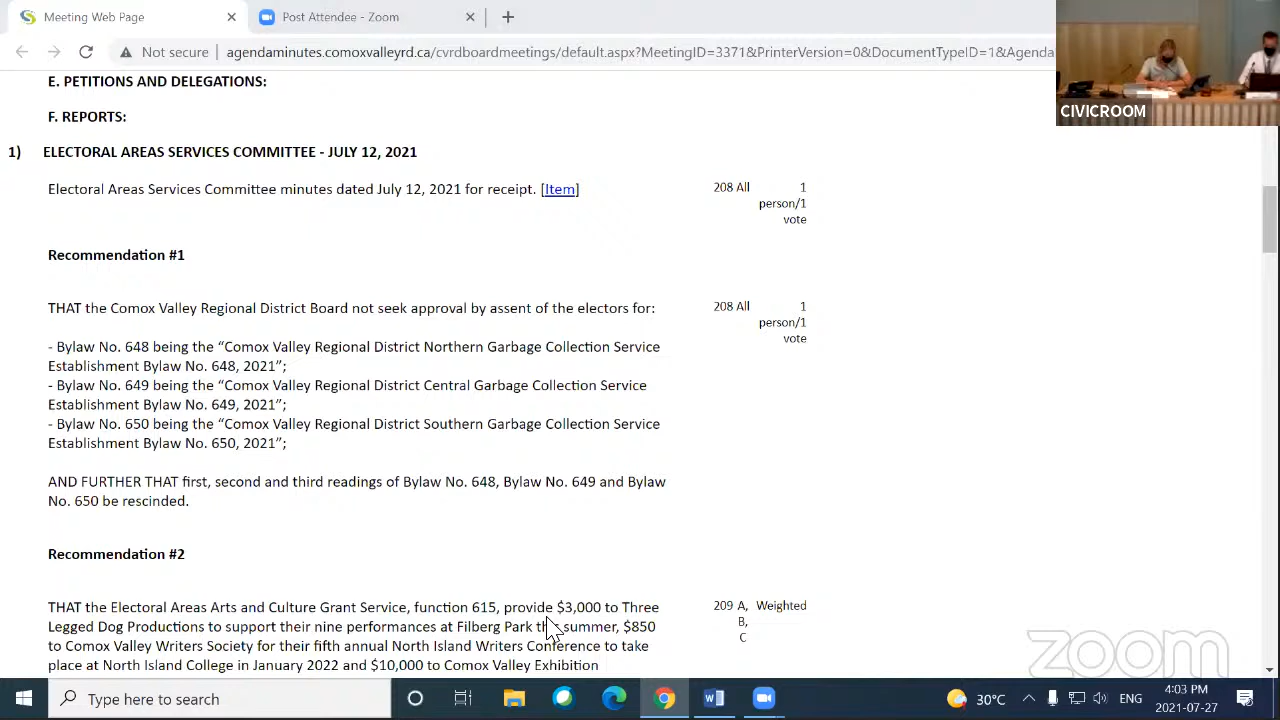 Meeting Web Page
Post Attendee - Zoom
Not secure
agendaminutes.comoxvalleyrd.ca/cvrdboardmeetings/default.aspx?MeetingID=3371&PrinterVersion=0&DocumentTypeID=1&Agenda
CIVICROOM
E. PETITIONS AND DELEGATIONS:
F. REPORTS:
1) ELECTORAL AREAS SERVICES COMMITTEE - JULY 12, 2021
Electoral Areas Services Committee minutes dated July 12, 2021 for receipt. [Item] 208 All 1
person/1
vote
Recommendation #1
THAT the Comox Valley Regional District Board not seek approval by assent of the electors for: 208 All 1
person/1
vote
- Bylaw No. 648 being the “Comox Valley Regional District Northern Garbage Collection Service
Establishment Bylaw No. 648, 2021”;
- Bylaw No. 649 being the “Comox Valley Regional District Central Garbage Collection Service
Establishment Bylaw No. 649, 2021”;
- Bylaw No. 650 being the “Comox Valley Regional District Southern Garbage Collection Service
Establishment Bylaw No. 650, 2021”;
AND FURTHER THAT first, second and third readings of Bylaw No. 648, Bylaw No. 649 and Bylaw
No. 650 be rescinded.
Recommendation #2
THAT the Electoral Areas Arts and Culture Grant Service, function 615, provide $3,000 to Three 209 A, Weighted
Legged Dog Productions to support their nine performances at Filberg Park this summer, $850 B,
to Comox Valley Writers Society for their fifth annual North Island Writers Conference to take C
place at North Island College in January 2022 and $10,000 to Comox Valley Exhibition
zoom
Type here to search
30°C
ENG
4:03 PM
2021-07-27